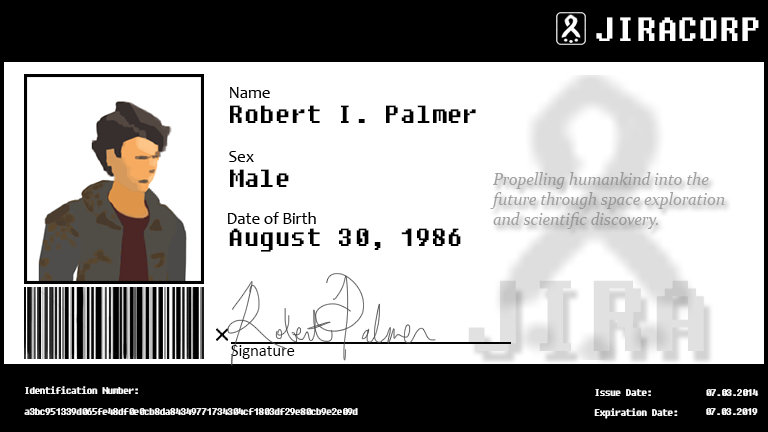 JIRACORP
Name
Robert I. Palmer
Sex
Male
Date of Birth
August 30, 1986
Propelling humankind into the
future through space exploration
and scientific discovery.
JIRA
Robert Palmer
×
Signature
Identification Number:
Issue Date:
07.03.2014
Expiration Date:
07.03.2019